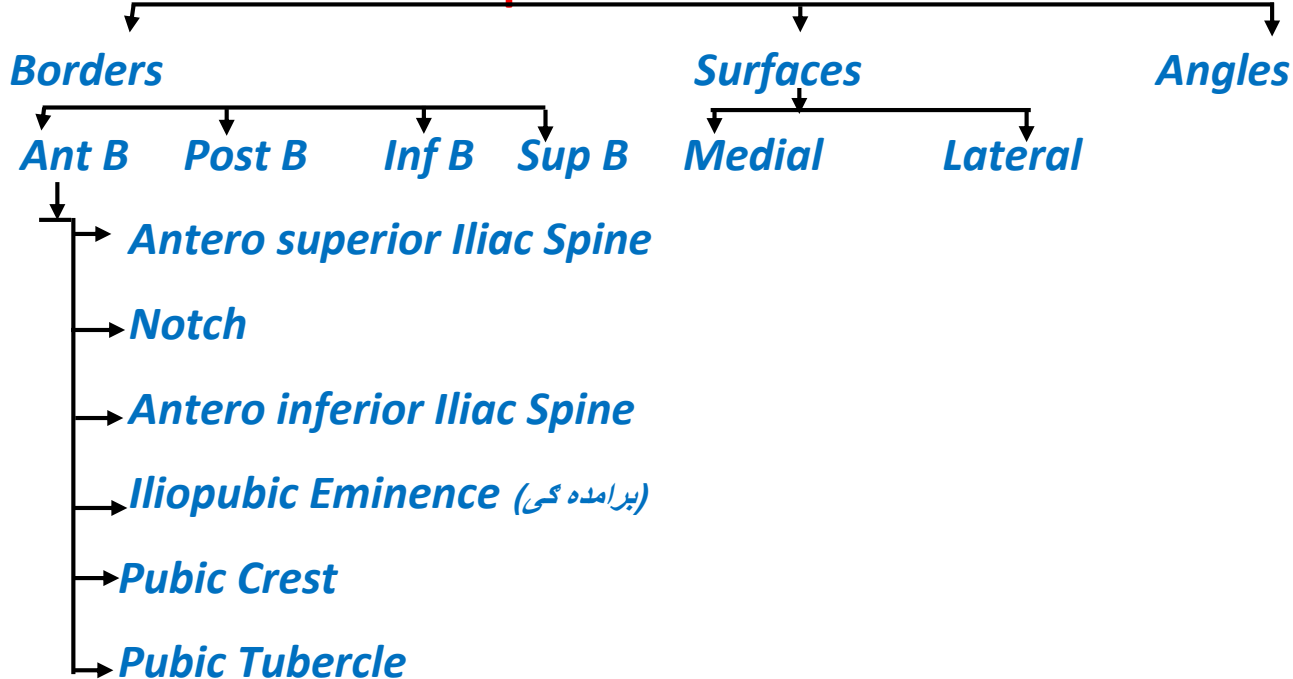 Borders Surfaces Angles
Ant B Post B Inf B Sup B Medial Lateral
Antero superior Iliac Spine
Notch
Antero inferior Iliac Spine
Iliopubic Eminence (برامده گی)
Pubic Crest
Pubic Tubercle